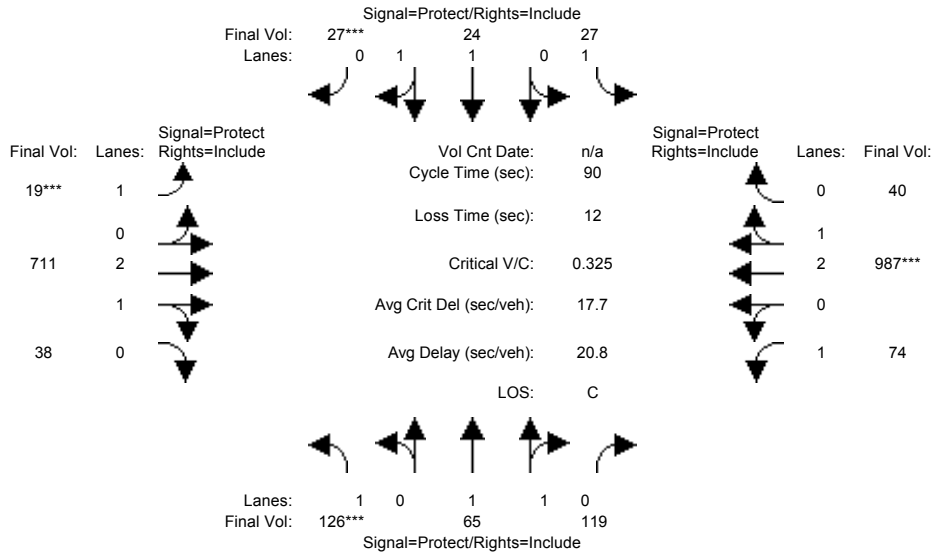 Signal=Protect/Rights=Include
Final Vol: 27*** 24 27
Lanes: 0 1 1 0 1
Signal=Protect Signal=Protect
Final Vol: Lanes: Rights=Include Vol Cnt Date: n/a Rights=Include Lanes: Final Vol:
Cycle Time (sec): 90
19*** 1 0 40
Loss Time (sec): 12
0 1
711 2 Critical V/C: 0.325 2 987***
1 Avg Crit Del (sec/veh): 17.7 0
38 0 Avg Delay (sec/veh): 20.8 1 74
LOS: C
Lanes: 1 0 1 1 0
Final Vol: 126*** 65 119
Signal=Protect/Rights=Include